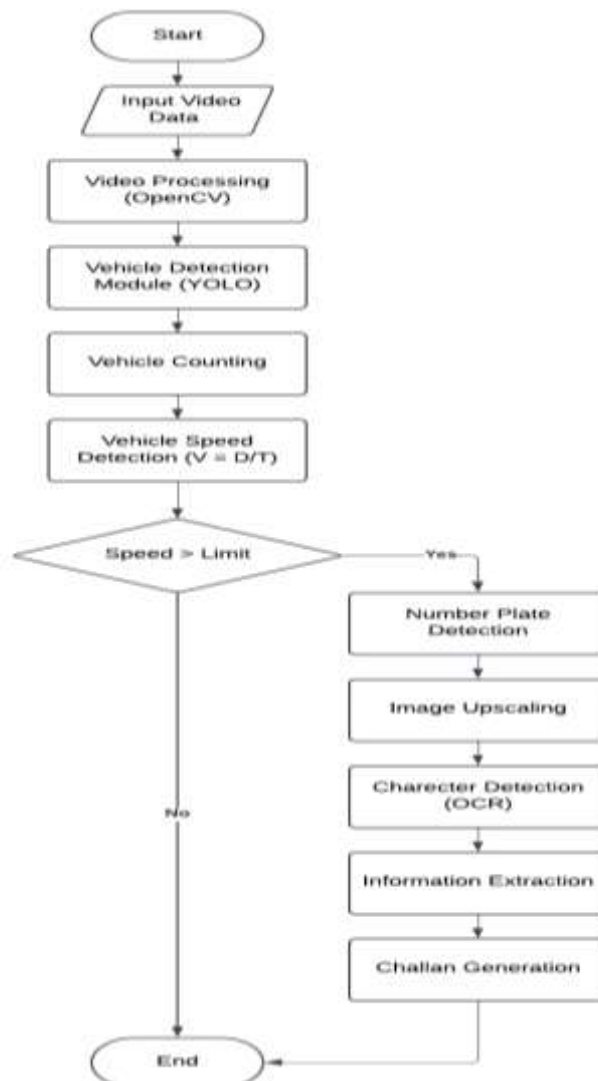 Start
Input Video
Data
Video Processing
(OpenCV)
Vehicle Detection
Module (YOLO)
Vehicle Counting
Vehicle Speed
Detection (V = D/T)
Speed > Limit
Yes
Number Plate
Detection
Image Upscaling
Charecter Detection
(OCR)
No
Information Extraction
Challan Generation
End